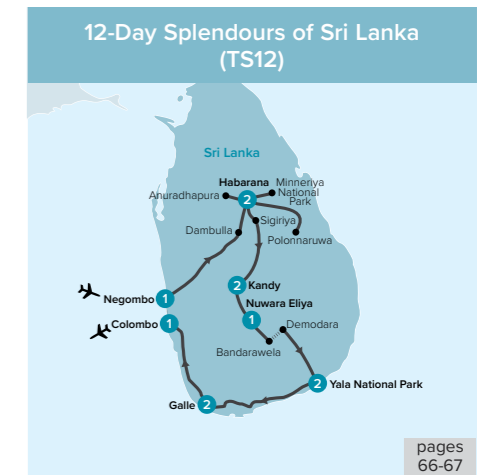 12-Day Splendours of Sri Lanka
(TS12)
Sri Lanka
Habarana
Minneriya
National
Park
Anuradhapura
2
Sigiriya
Dambulla
Polonnaruwa
2 Kandy
Negombo 1
Nuwara Eliya
1
Colombo 1
Demodara
Bandarawela
2 Yala National Park
Galle 2
pages
66-67